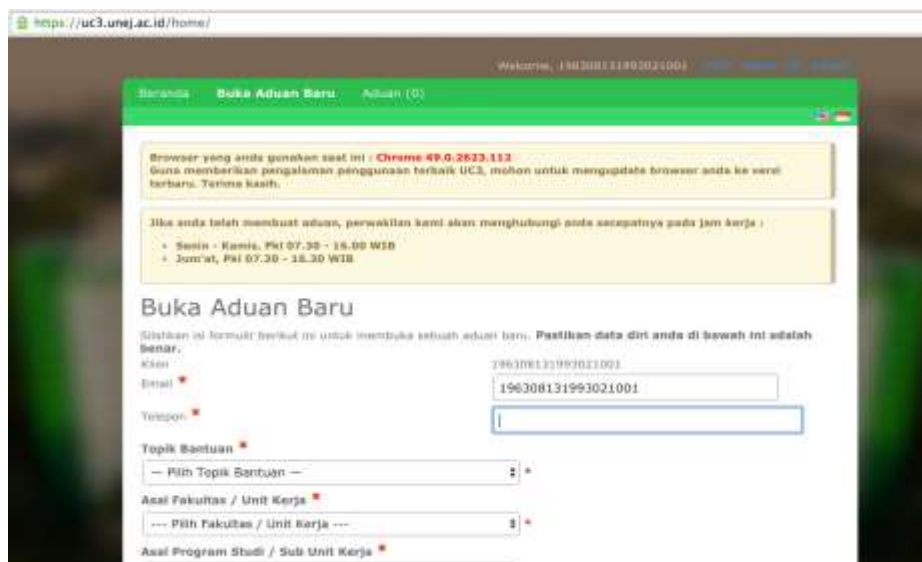 https://uc3.unej.ac.id/home/
Welcome, 196308131993021001
Beranda Buka Aduan Baru Aduan (0)
Browser yang anda gunakan saat ini : Chrome 49.0.2623.112
Guna memberikan pengalaman penggunaan terbaik UC3, mohon untuk mengupdate browser anda ke versi
terbaru. Terima kasih.
Jika anda telah membuat aduan, perwakilan kami akan menghubungi anda secepatnya pada jam kerja :
Senin - Kamis, Pkl 07.30 - 16.00 WIB
Jum'at, Pkl 07.30 - 16.30 WIB
Buka Aduan Baru
Silahkan isi formulir berikut ini untuk membuka sebuah aduan baru. Pastikan data diri anda di bawah ini adalah
benar.
Klien 196308131993021001
Email * 196308131993021001
Telepon *
Topik Bantuan *
— Pilih Topik Bantuan — *
Asal Fakultas / Unit Kerja *
--- Pilih Fakultas / Unit Kerja --- *
Asal Program Studi / Sub Unit Kerja *